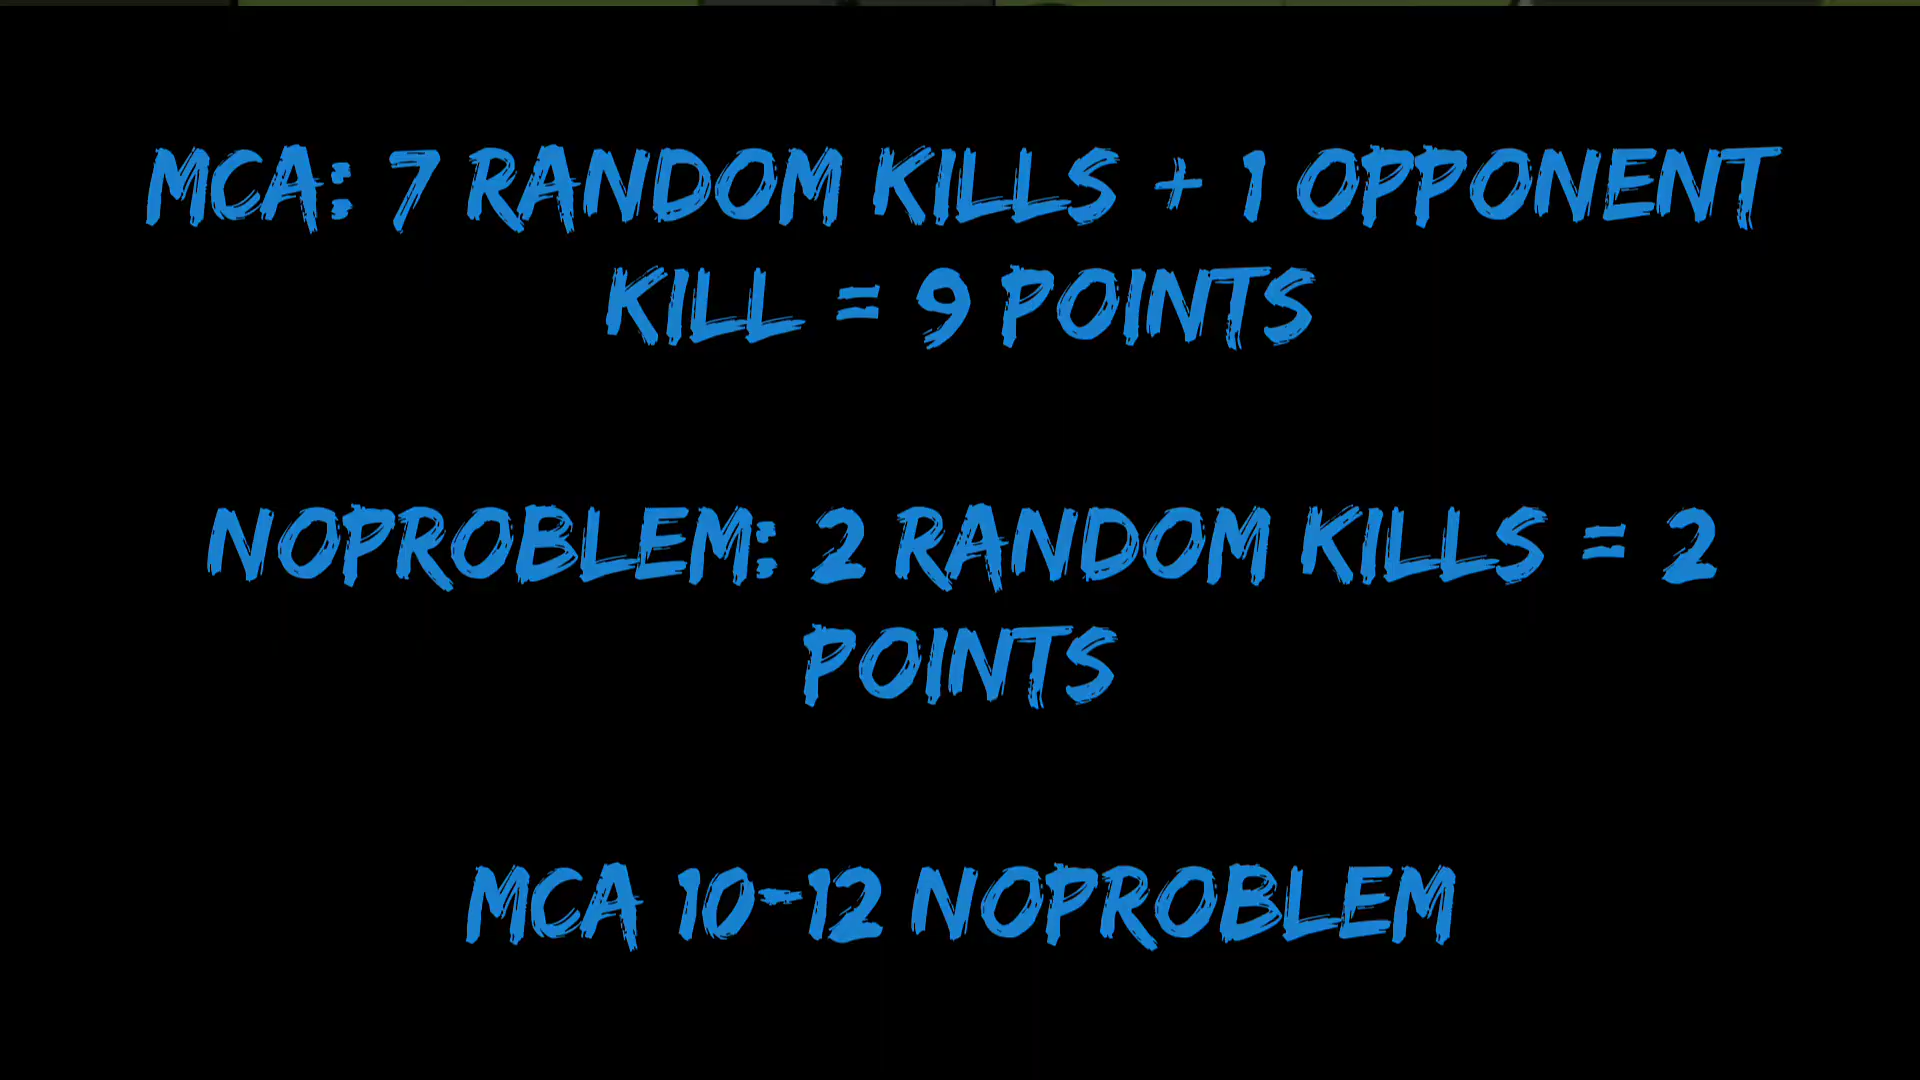 MCA: 7 RANDOM KILLS + 1 OPPONENT
KILL = 9 POINTS
NOPROBLEM: 2 RANDOM KILLS = 2
POINTS
MCA 10-12 NOPROBLEM